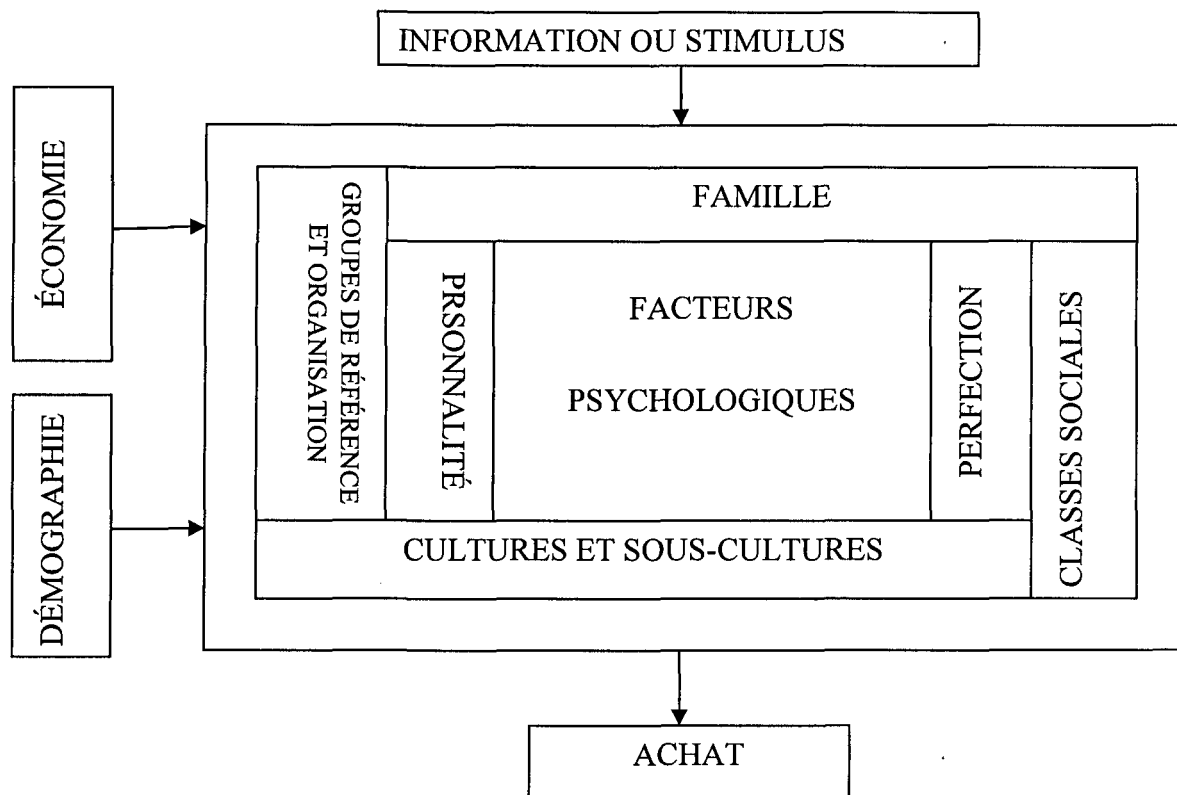 INFORMATION OU STIMULUS
ÉCONOMIE
DÉMOGRAPHIE
GROUPES DE RÉFÉRENCE
ET ORGANISATION
FAMILLE
PRSONNALITÉ
FACTEURS
PSYCHOLOGIQUES
PERFECTION
CLASSES SOCIALES
CULTURES ET SOUS-CULTURES
ACHAT